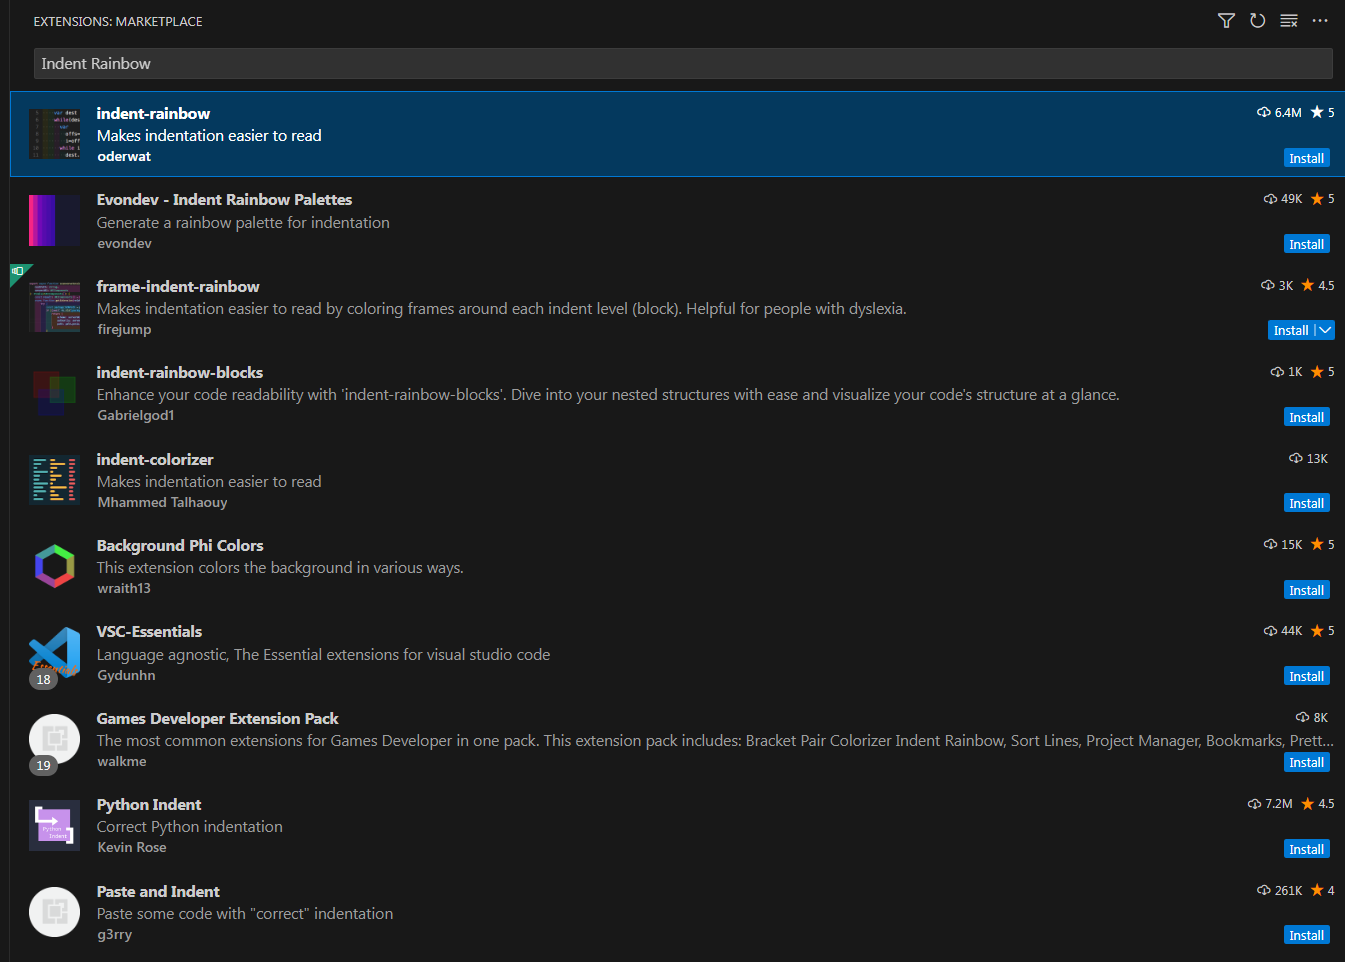 EXTENSIONS: MARKETPLACE
Indent Rainbow
indent-rainbow 6.4M 5
Makes indentation easier to read
oderwat Install
Evondev - Indent Rainbow Palettes 49K 5
Generate a rainbow palette for indentation
evondev Install
frame-indent-rainbow 3K 4.5
Makes indentation easier to read by coloring frames around each indent level (block). Helpful for people with dyslexia.
firejump Install
indent-rainbow-blocks 1K 5
Enhance your code readability with 'indent-rainbow-blocks'. Dive into your nested structures with ease and visualize your code's structure at a glance.
Gabrielgod1 Install
indent-colorizer 13K
Makes indentation easier to read
Mhammed Talhaouy Install
Background Phi Colors 15K 5
This extension colors the background in various ways.
wraith13 Install
VSC-Essentials 44K 5
Language agnostic, The Essential extensions for visual studio code
18 Gydunhn Install
Games Developer Extension Pack 8K
The most common extensions for Games Developer in one pack. This extension pack includes: Bracket Pair Colorizer Indent Rainbow, Sort Lines, Project Manager, Bookmarks, Prett...
19 walkme Install
Python Indent 7.2M 4.5
Correct Python indentation
Kevin Rose Install
Paste and Indent 261K 4
Paste some code with "correct" indentation
g3rry Install